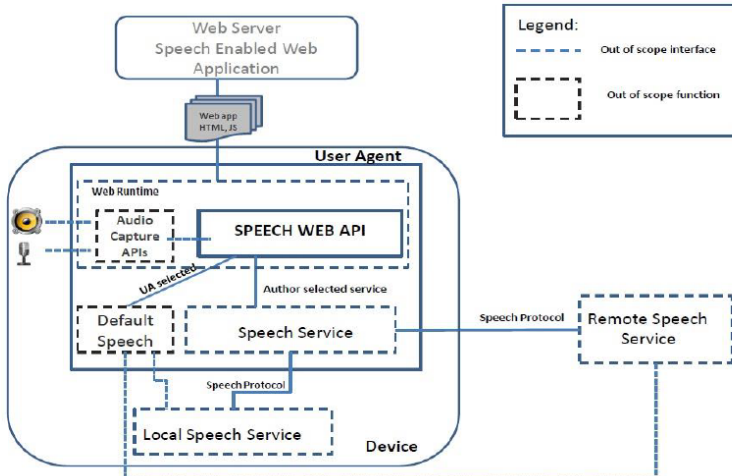 Web Server
Speech Enabled Web
Application
Legend:
Out of scope interface
Out of scope function
Web app
HTML, JS
User Agent
Web Runtime
Audio
Capture
APIs
SPEECH WEB API
UA selected
Author selected service
Default
Speech
Speech Service
Speech Protocol
Remote Speech
Service
Speech Protocol
Local Speech Service
Device